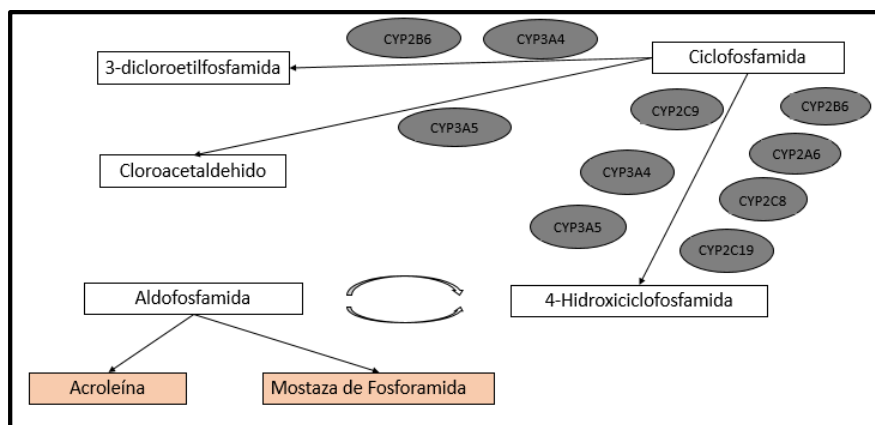 CYP2B6
CYP3A4
3-dicloroetilfosfamida
Ciclofosfamida
CYP2C9
CYP2B6
CYP3A5
CYP2A6
Cloroacetaldehido
CYP3A4
CYP2C8
CYP3A5
CYP2C19
Aldofosfamida
4-Hidroxiciclofosfamida
Acroleína
Mostaza de Fosforamida